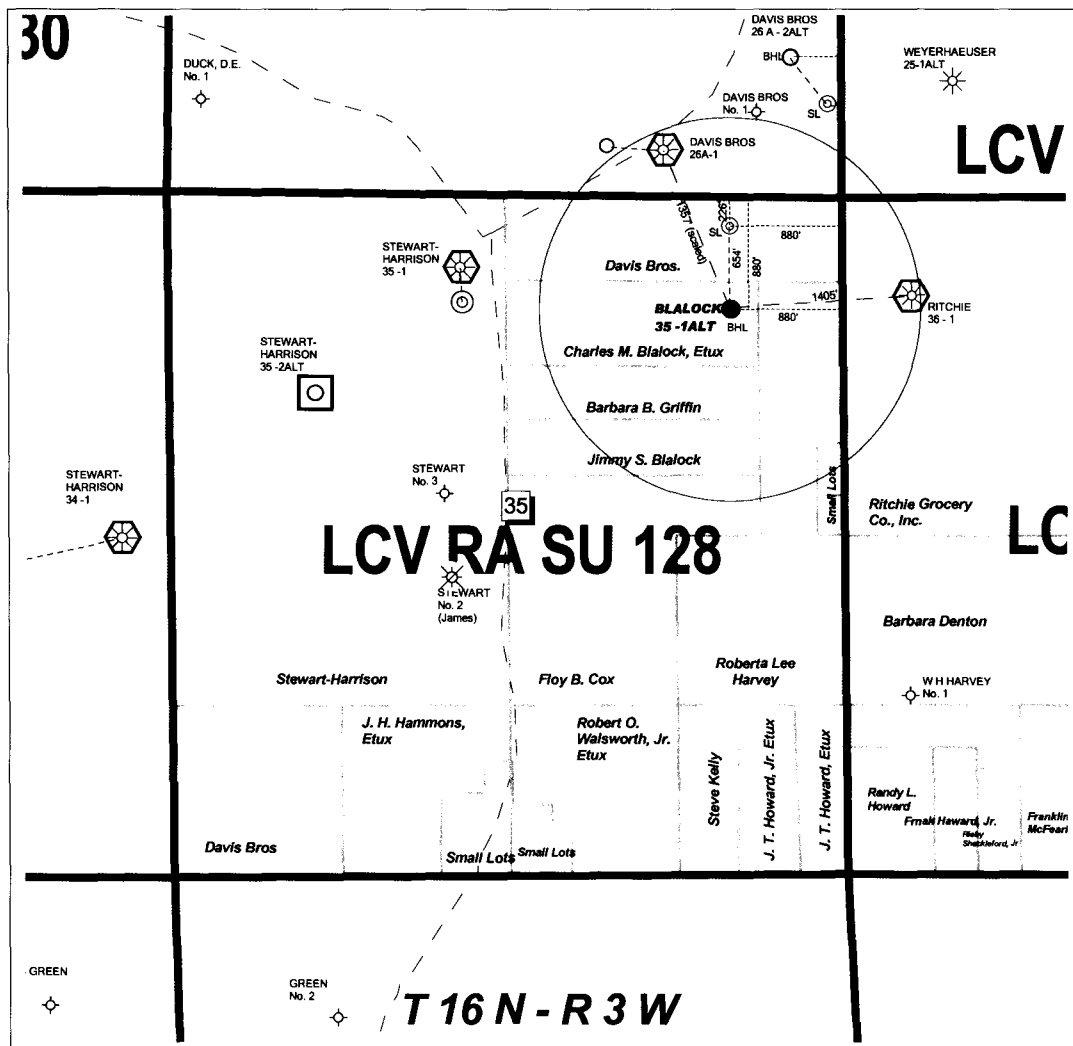 30
DUCK, D.E.
No. 1
DAVIS BROS
26 A - 2ALT
BHL
SL
WEYERHAEUSER
25-1ALT
DAVIS BROS
No. 1
DAVIS BROS
26A-1
LCV
STEWART-
HARRISON
35 -1
1357' (scaled)
226'
SL
880'
654'
880'
Davis Bros.
BLALOCK
35 -1ALT
BHL
1405'
880'
RITCHIE
36 - 1
STEWART-
HARRISON
35 -2ALT
Charles M. Blalock, Etux
Barbara B. Griffin
Jimmy S. Blalock
STEWART-
HARRISON
34 -1
STEWART
No. 3
35
Small Lots
Ritchie Grocery
Co., Inc.
LCV RA SU 128
LC
STEWART
No. 2
(James)
Barbara Denton
Stewart-Harrison
Floy B. Cox
Roberta Lee
Harvey
W H HARVEY
No. 1
J. H. Hammons,
Etux
Robert O.
Walsworth, Jr.
Etux
Steve Kelly
J. T. Howard, Jr. Etux
J. T. Howard, Etux
Randy L.
Howard
Shackleford, Jr
Franklin
McFearl
Davis Bros
Small Lots
Small Lots
GREEN
GREEN
No. 2
T 16 N - R 3 W